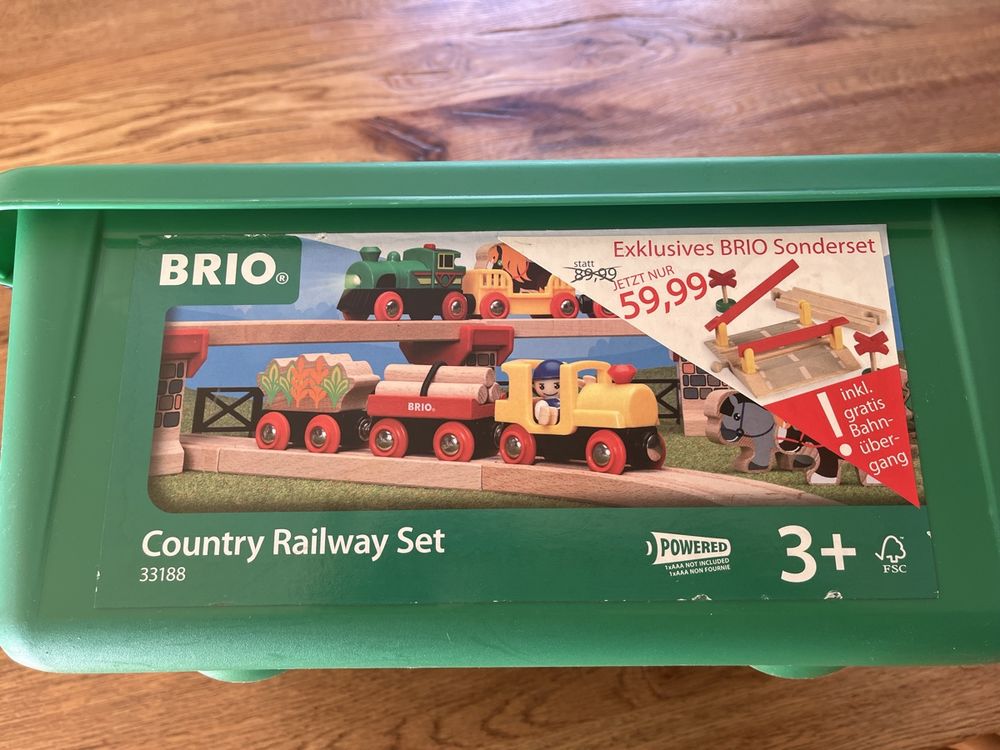 BRIO®
Exklusives BRIO Sonderset
statt
89,99
JETZT NUR
59,99
!
inkl.
gratis
Bahn-
über-
gang
BRIO®
Country Railway Set
33188
POWERED
1xAAA NOT INCLUDED
1xAAA NON FOURNIE
3+
FSC